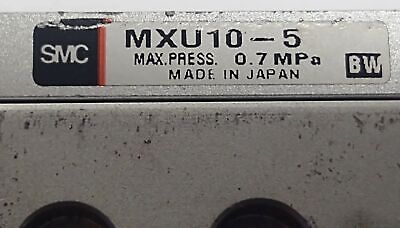 SMC
MXU10-5
MAX.PRESS. 0.7MPa
MADE IN JAPAN
BW